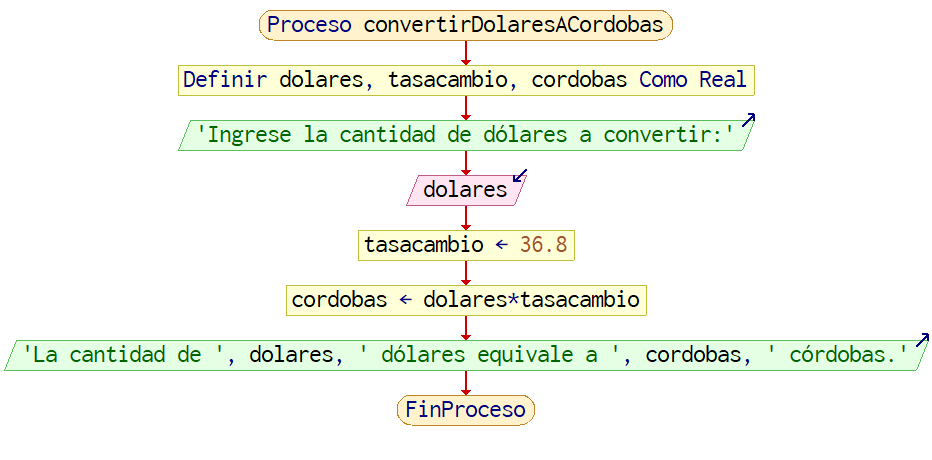 Proceso convertirDolaresACordobas
Definir dolares, tasacambio, cordobas Como Real
'Ingrese la cantidad de dólares a convertir:'
dolares
tasacambio ← 36.8
cordobas ← dolares*tasacambio
'La cantidad de ', dolares, ' dólares equivale a ', cordobas, ' córdobas.'
FinProceso